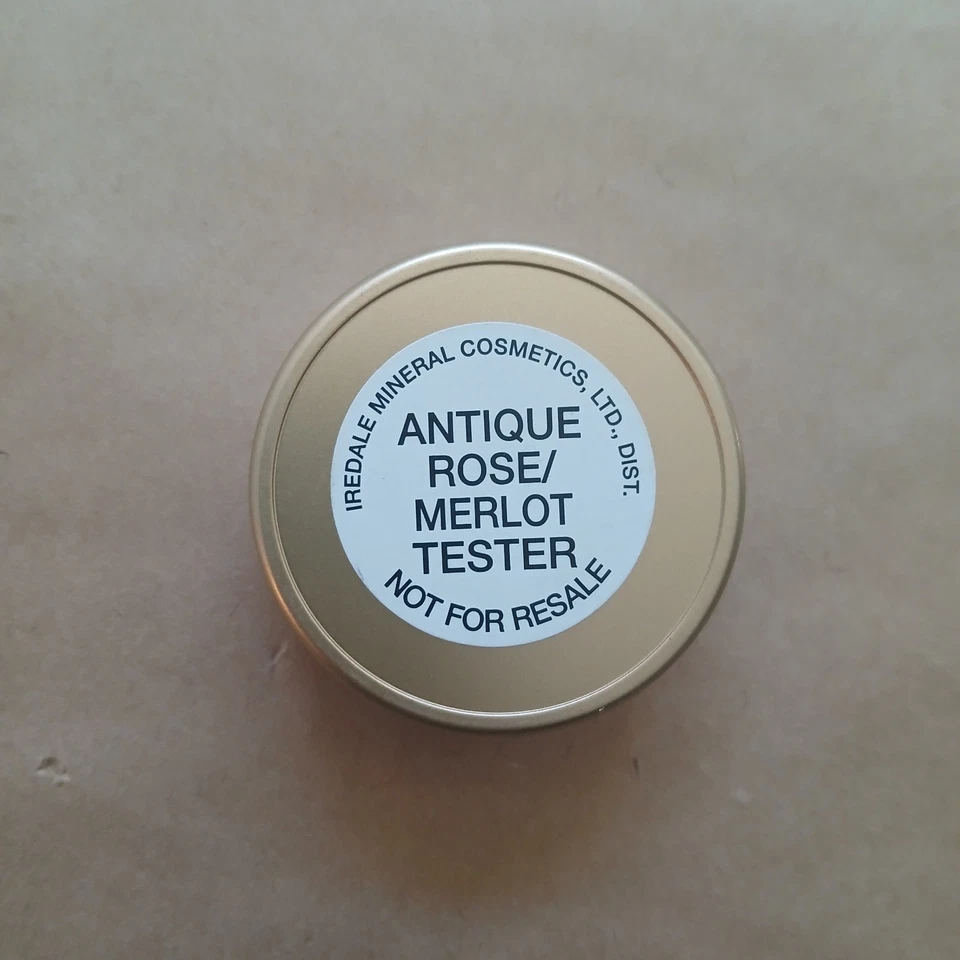 IREDALE MINERAL COSMETICS, LTD., DIST.
ANTIQUE
ROSE/
MERLOT
TESTER
NOT FOR RESALE